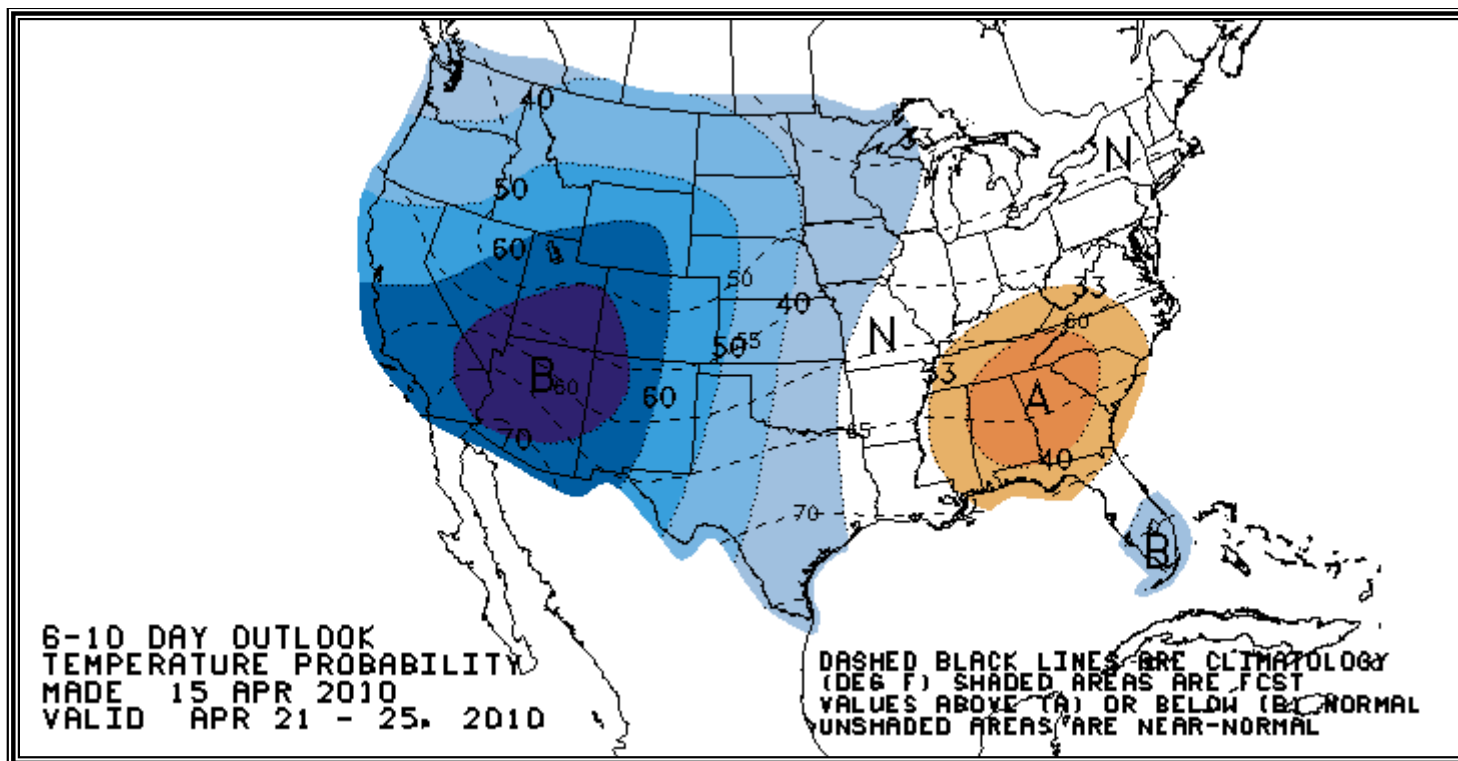 40
33
N
50
60
50
40
33
N
50 55
33
60
B
60
A
60
65
70
40
70
B
6-10 DAY OUTLOOK
TEMPERATURE PROBABILITY
MADE 15 APR 2010
VALID APR 21 - 25, 2010
DASHED BLACK LINES ARE CLIMATOLOGY
(DEG F) SHADED AREAS ARE FCST
VALUES ABOVE (A) OR BELOW (B) NORMAL
UNSHADED AREAS ARE NEAR-NORMAL